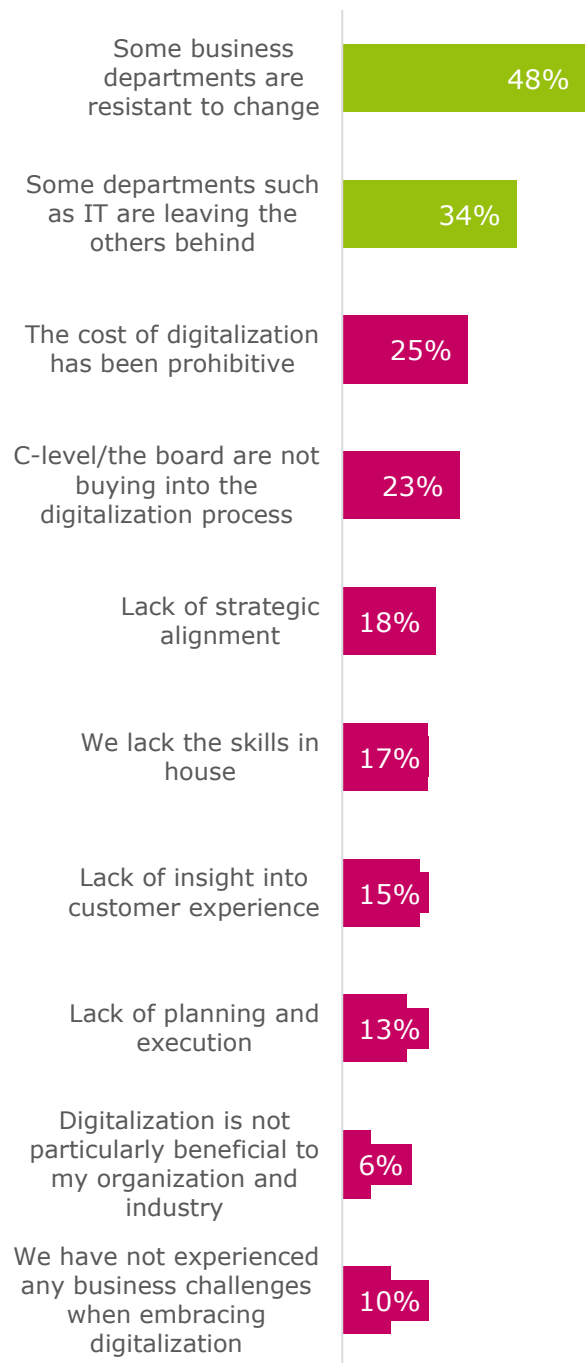 Some business
departments are
resistant to change
48%
Some departments such
as IT are leaving the
others behind
34%
The cost of digitalization
has been prohibitive
25%
C-level/the board are not
buying into the
digitalization process
23%
Lack of strategic
alignment
18%
We lack the skills in
house
17%
Lack of insight into
customer experience
15%
Lack of planning and
execution
13%
Digitalization is not
particularly beneficial to
my organization and
industry
6%
We have not experienced
any business challenges
when embracing
digitalization
10%